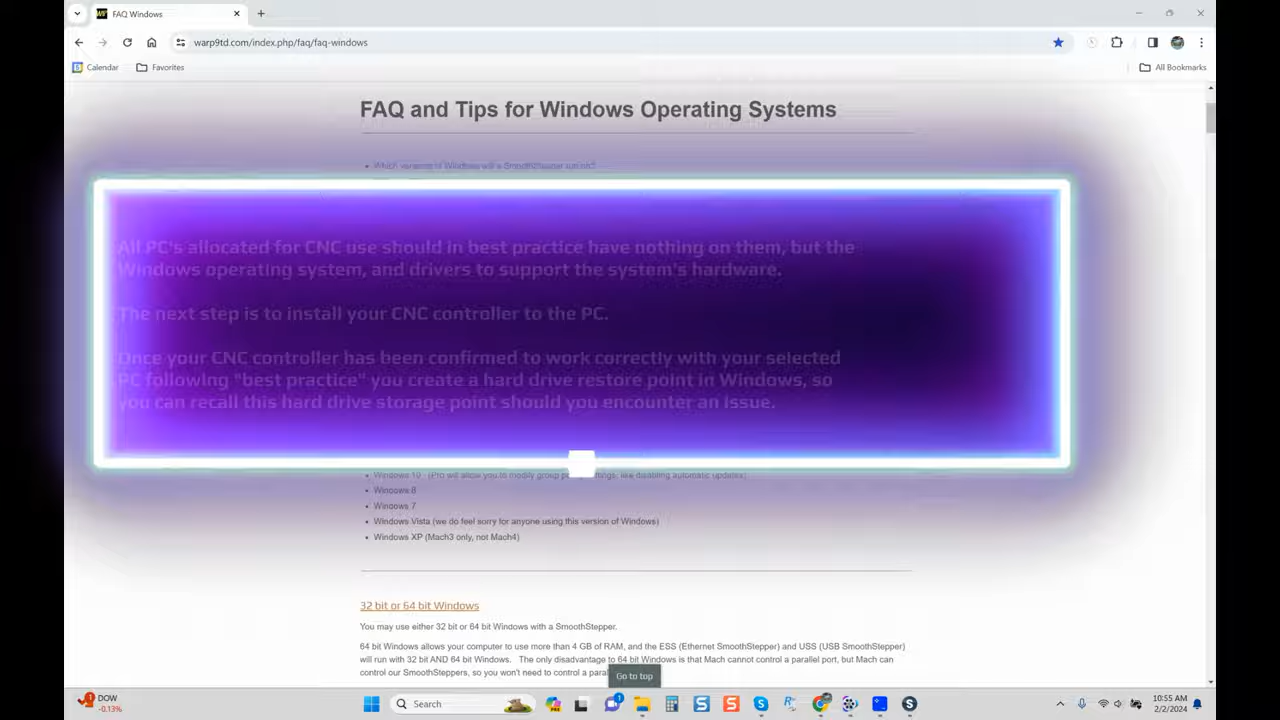 FAQ Windows
warp9td.com/index.php/faq/faq-windows
Calendar
Favorites
All Bookmarks
FAQ and Tips for Windows Operating Systems
Which versions of Windows will a SmoothStepper run on?
All PC's allocated for CNC use should in best practice have nothing on them, but the
Windows operating system, and drivers to support the system's hardware.
The next step is to install your CNC controller to the PC.
Once your CNC controller has been confirmed to work correctly with your selected
PC following "best practice" you create a hard drive restore point in Windows, so
you can recall this hard drive storage point should you encounter an issue.
Windows 10 (Pro will allow you to modify group like disabling automatic updates)
Windows 8
Windows 7
Windows Vista (we do feel sorry for anyone using this version of Windows)
Windows XP (Mach3 only, not Mach4)
32 bit or 64 bit Windows
You may use either 32 bit or 64 bit Windows with a SmoothStepper.
64 bit Windows allows your computer to use more than 4 GB of RAM, and the ESS (Ethernet SmoothStepper) and USS (USB SmoothStepper)
will run with 32 bit AND 64 bit Windows. The only disadvantage to 64 bit Windows is that Mach cannot control a parallel port, but Mach can
control our SmoothSteppers, so you won't need to control a
Go to top
DOW
-0.13%
Search
10:55 AM
2/2/2024